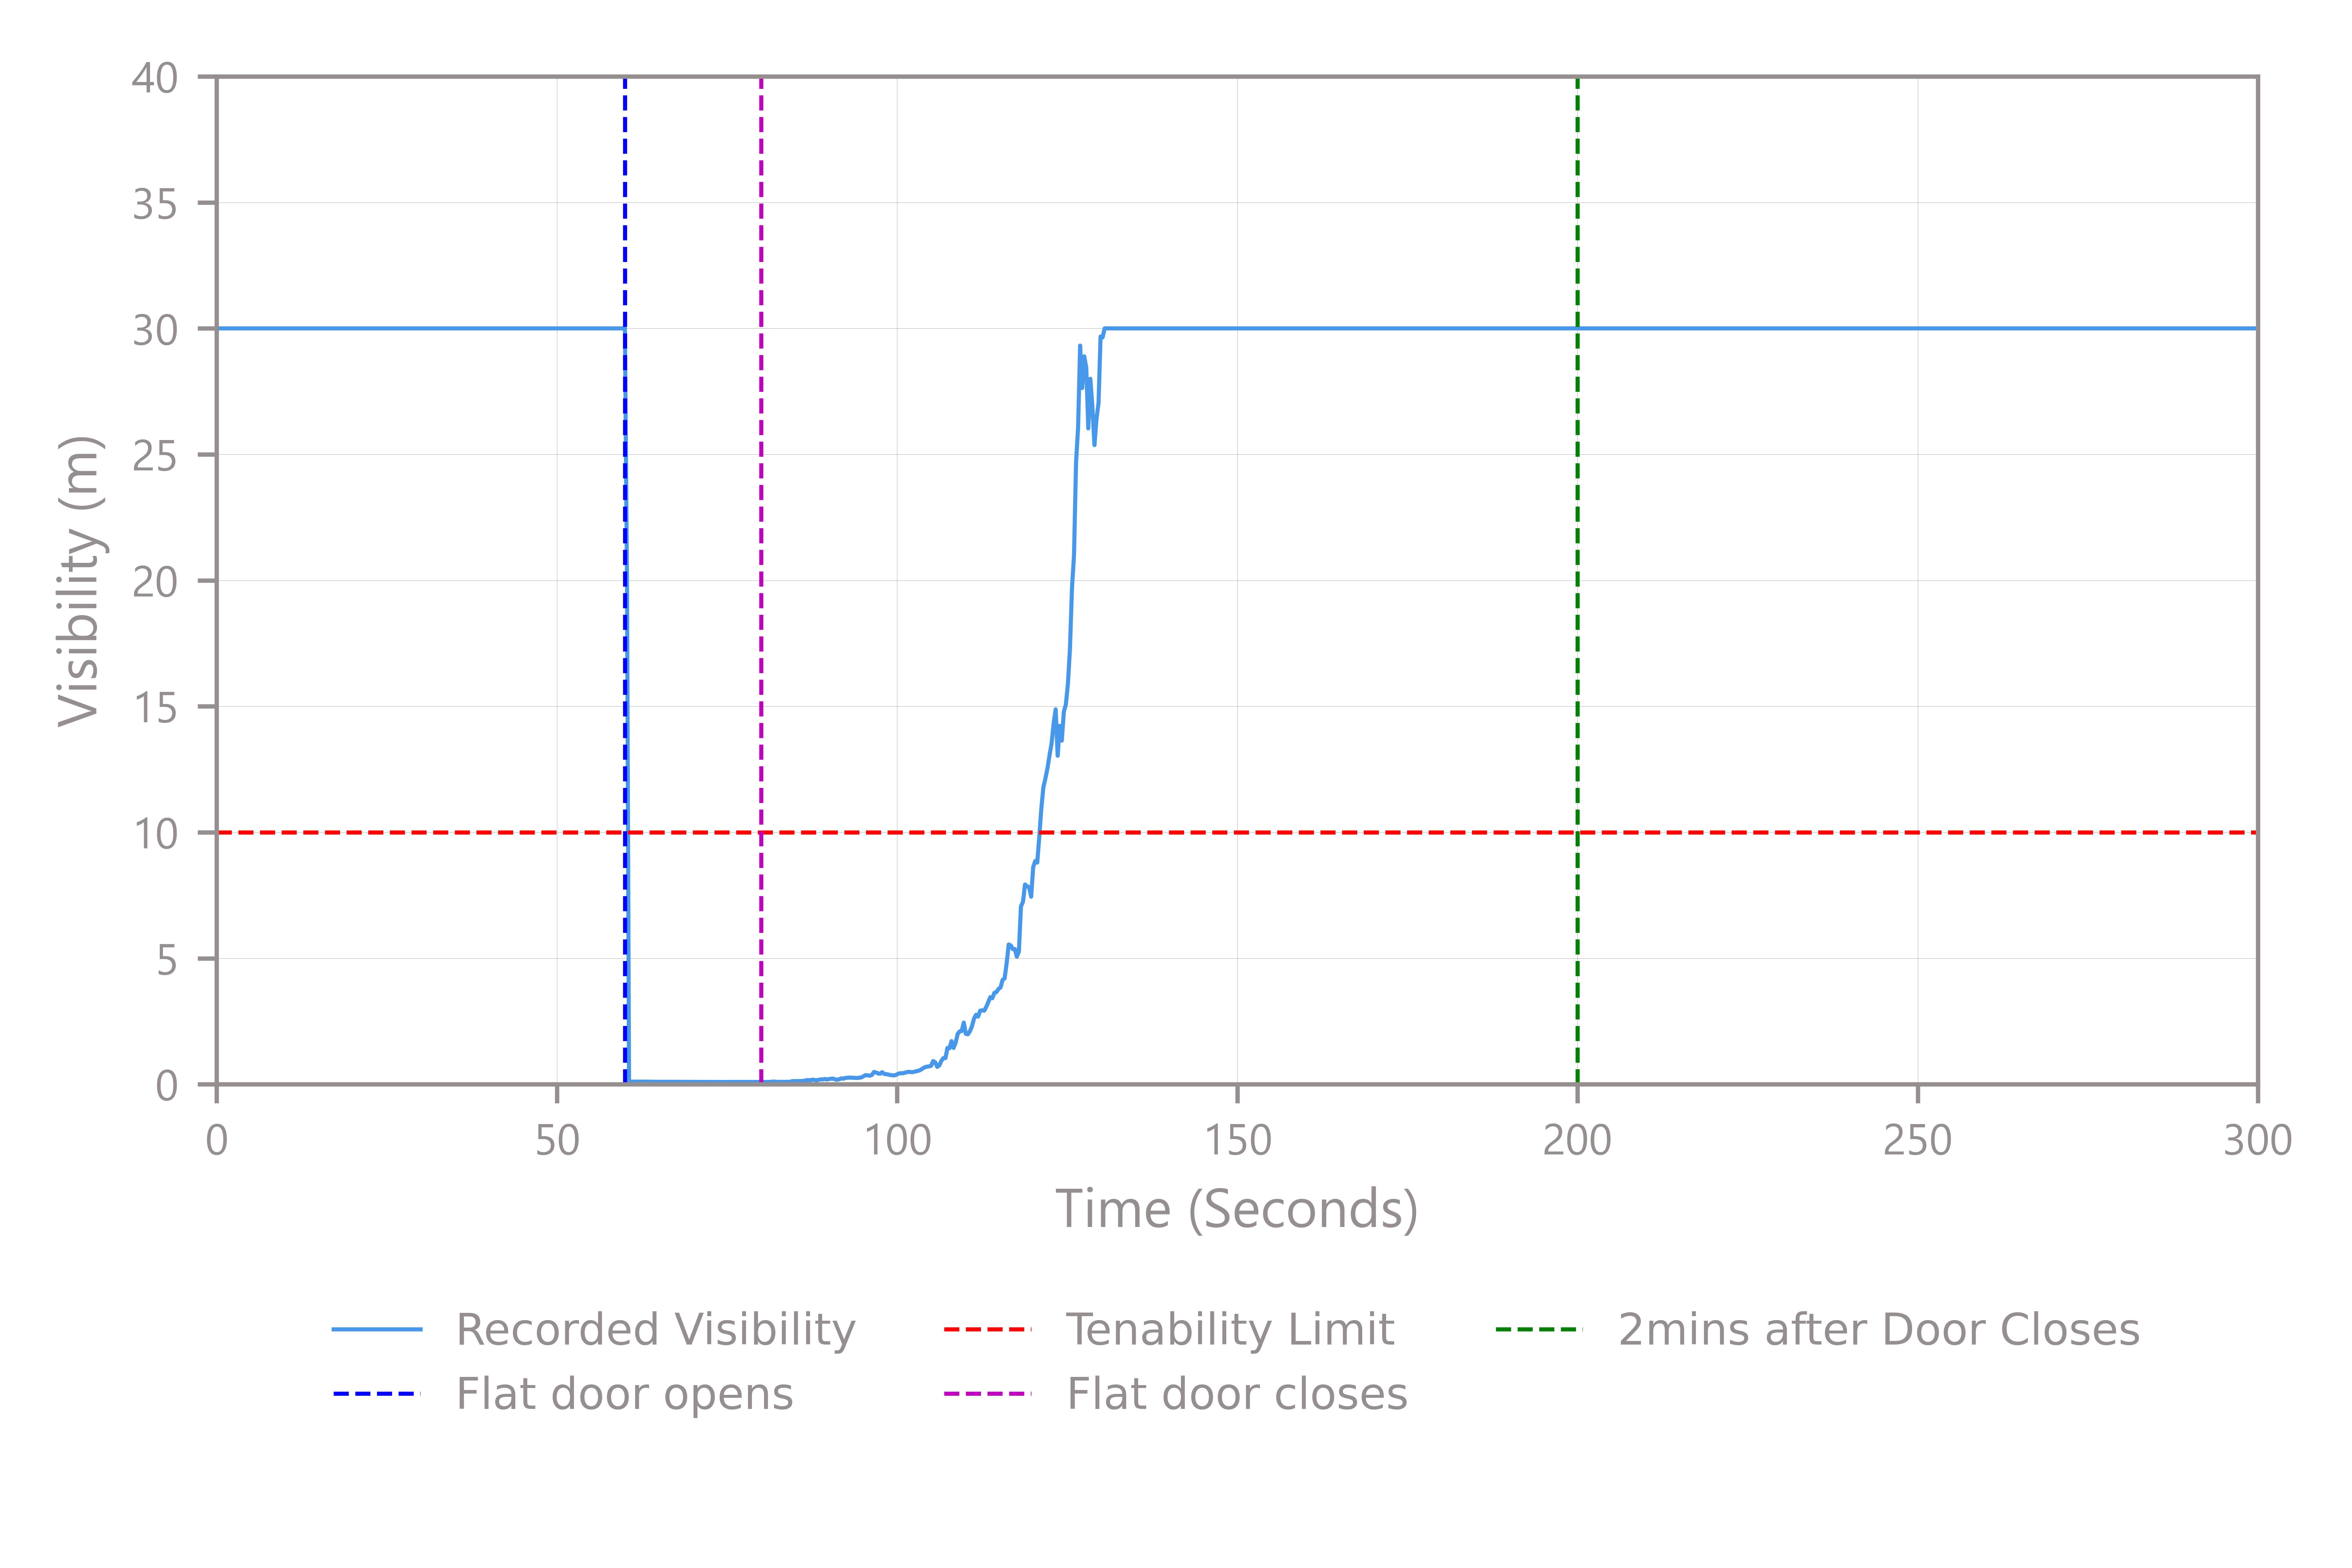 40
35
30
25
20
15
10
5
0
Visibility (m)
0 50 100 150 200 250 300
Time (Seconds)
Recorded Visibility Tenability Limit 2mins after Door Closes
Flat door opens Flat door closes